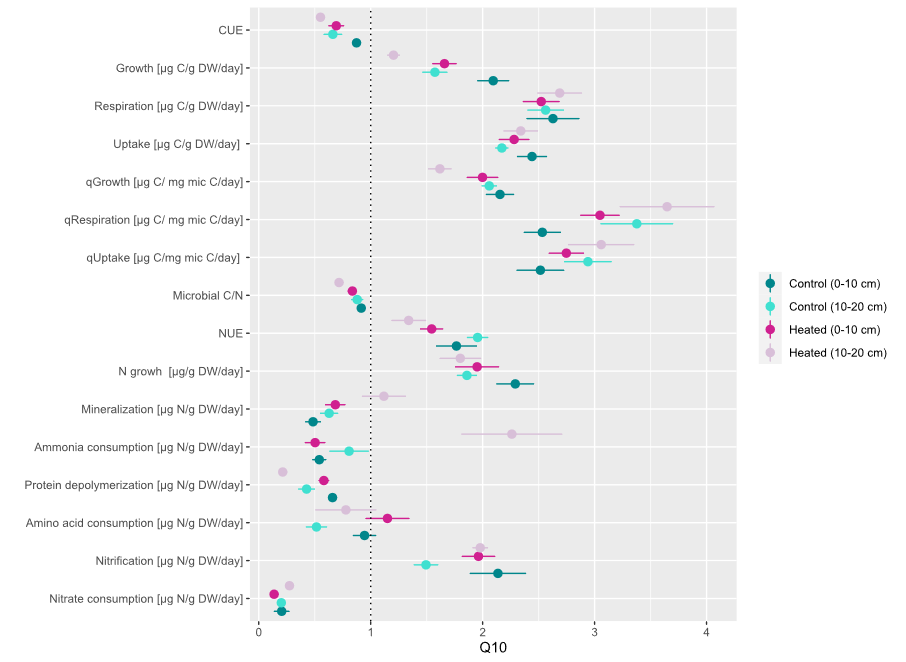 CUE
Growth [µg C/g DW/day]
Respiration [µg C/g DW/day]
Uptake [µg C/g DW/day]
qGrowth [µg C/ mg mic C/day]
qRespiration [µg C/ mg mic C/day]
qUptake [µg C/mg mic C/day]
Microbial C/N
NUE
N growh [µg/g DW/day]
Mineralization [µg N/g DW/day]
Ammonia consumption [µg N/g DW/day]
Protein depolymerization [µg N/g DW/day]
Amino acid consumption [µg N/g DW/day]
Nitrification [µg N/g DW/day]
Nitrate consumption [µg N/g DW/day]
0 1 2 3 4
Q10
Control (0-10 cm)
Control (10-20 cm)
Heated (0-10 cm)
Heated (10-20 cm)